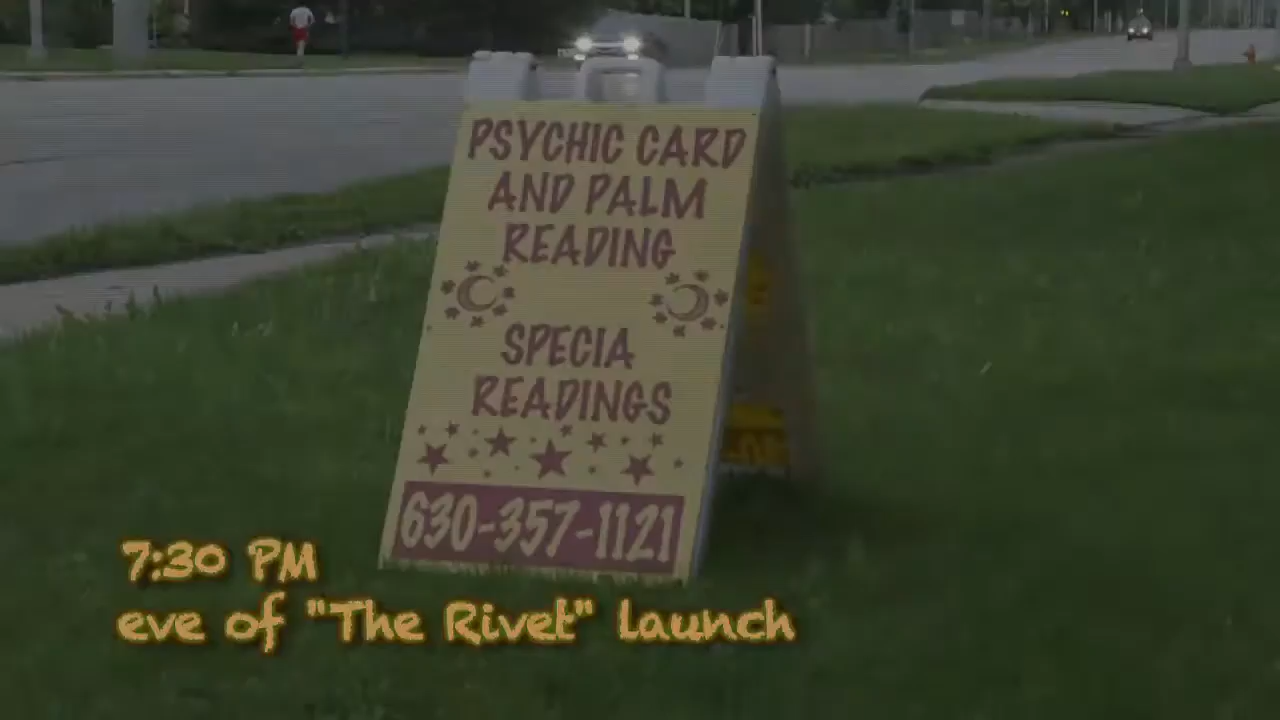 PSYCHIC CARD
AND PALM
READING
SPECIA
READINGS
630-357-1121
7:30 PM
eve of "The Rivet" launch